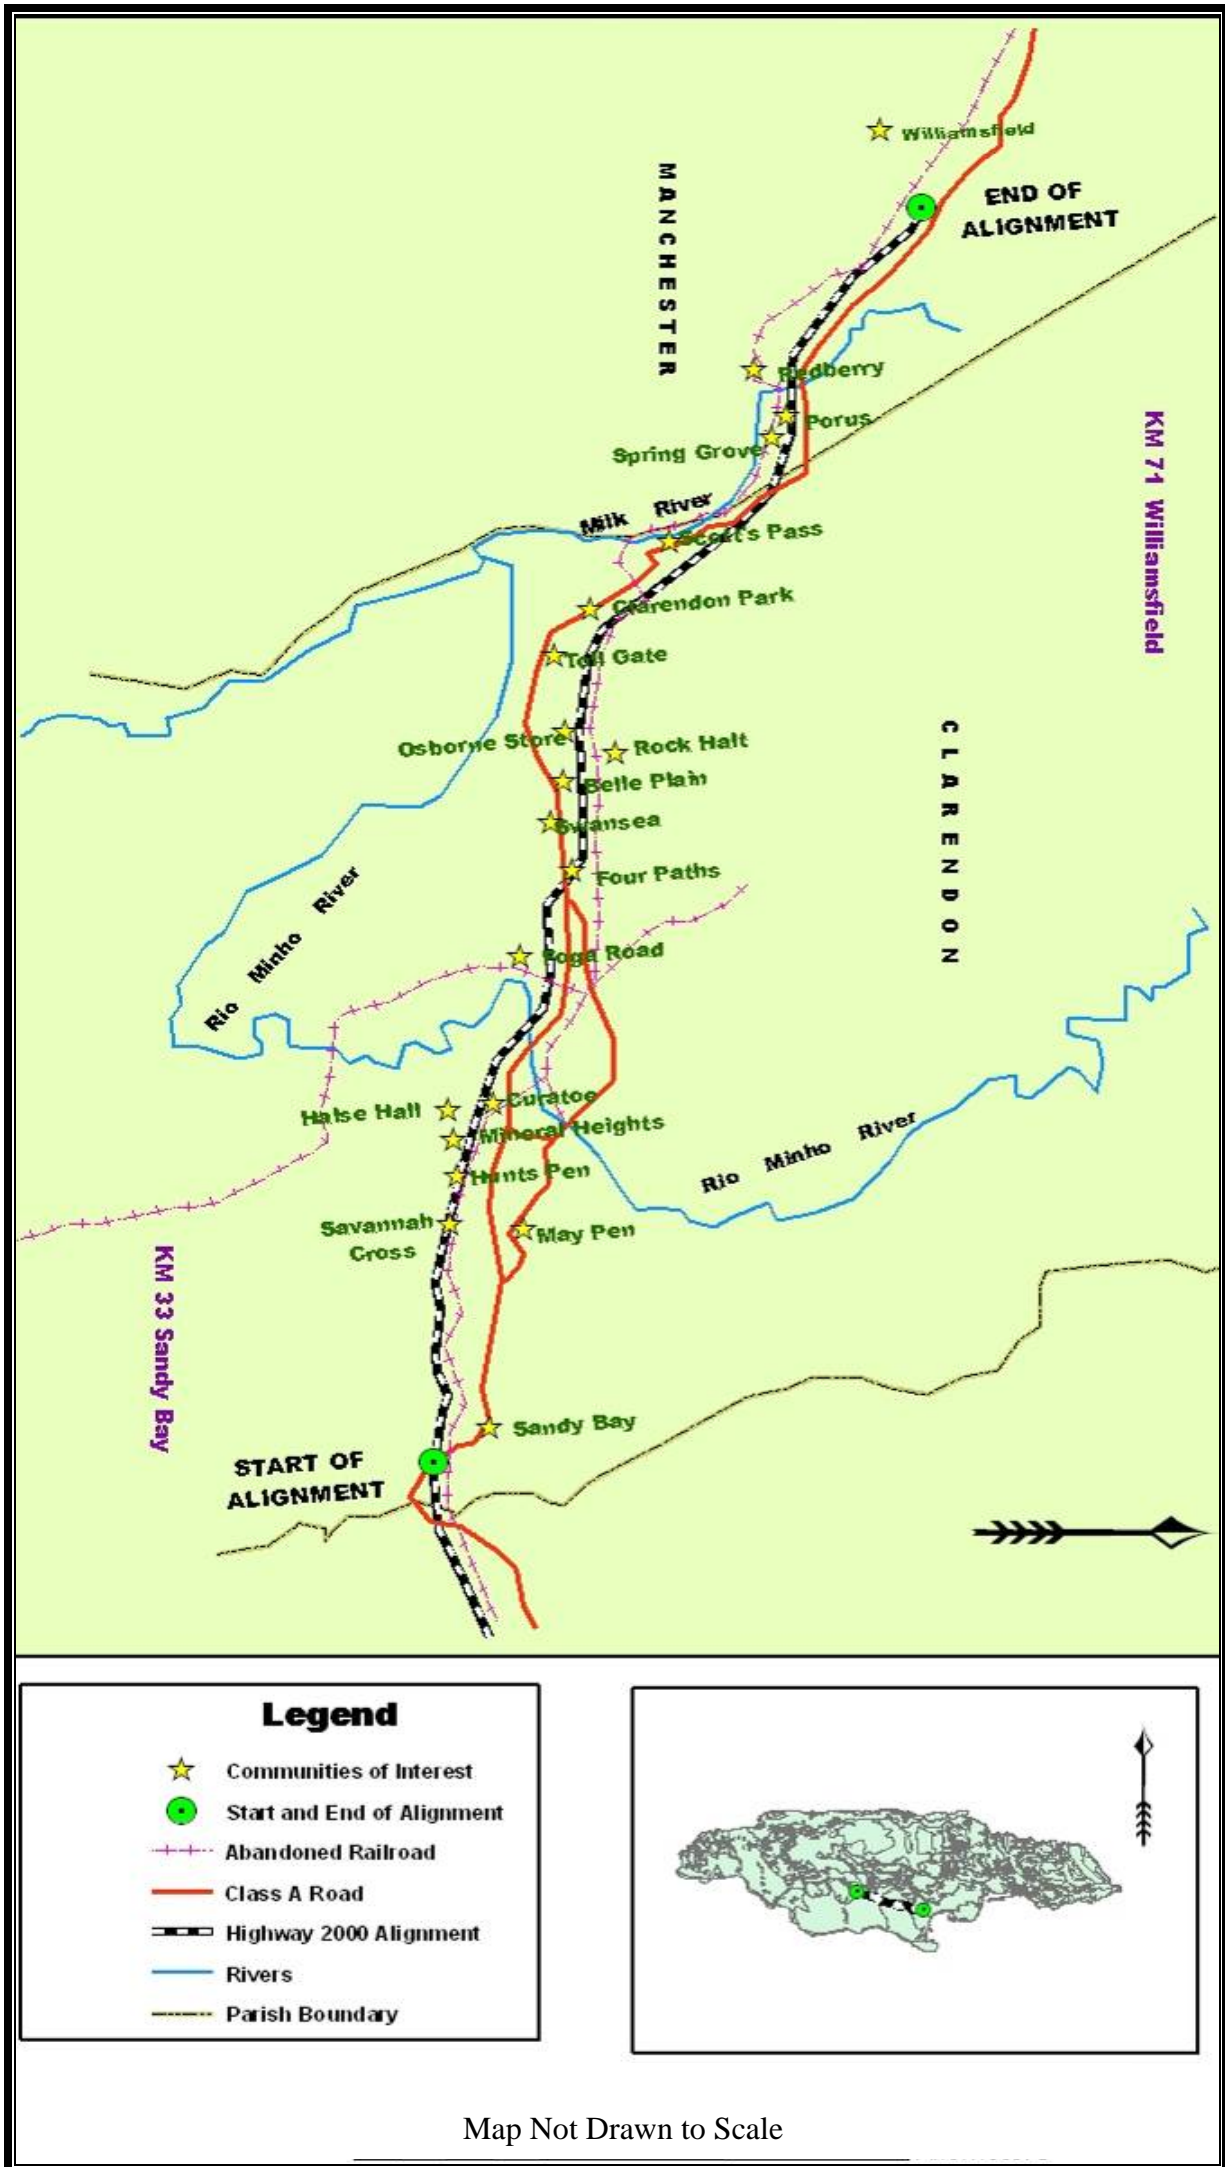 Williamsfield
END OF
ALIGNMENT
MANCHESTER
Redberry
Porus
KM 71 Williamsfield
Spring Grove
Milk River
Scott's Pass
Clarendon Park
Toll Gate
CLARENDON
Osborne Store
Rock Halt
Belle Plain
Swansea
Four Paths
Rio Minho River
Foga Road
Curatoe
Halse Hall
Mineral Heights
Rio Minho River
Hunts Pen
Savannah
Cross
May Pen
KM 33 Sandy Bay
Sandy Bay
START OF
ALIGNMENT
Legend
Communities of Interest
Start and End of Alignment
Abandoned Railroad
Class A Road
Highway 2000 Alignment
Rivers
Parish Boundary
Map Not Drawn to Scale